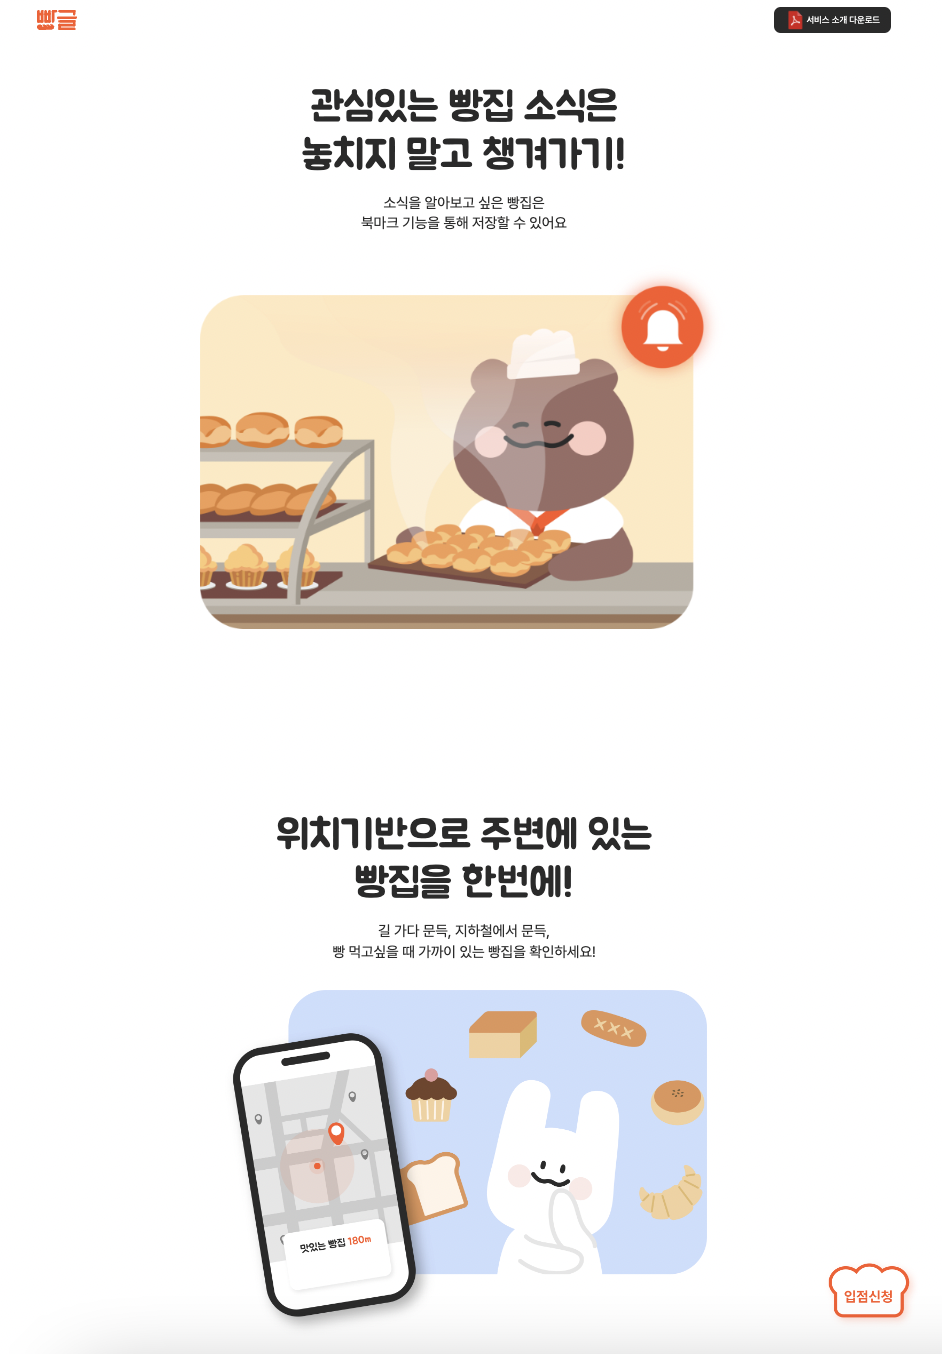 빵글
서비스 소개 다운로드
관심있는 빵집 소식은
놓치지 말고 챙겨가기!
소식을 알아보고 싶은 빵집은
북마크 기능을 통해 저장할 수 있어요
위치기반으로 주변에 있는
빵집을 한번에!
길 가다 문득, 지하철에서 문득,
빵 먹고싶을 때 가까이 있는 빵집을 확인하세요!
맛있는 빵집 180m
입점신청